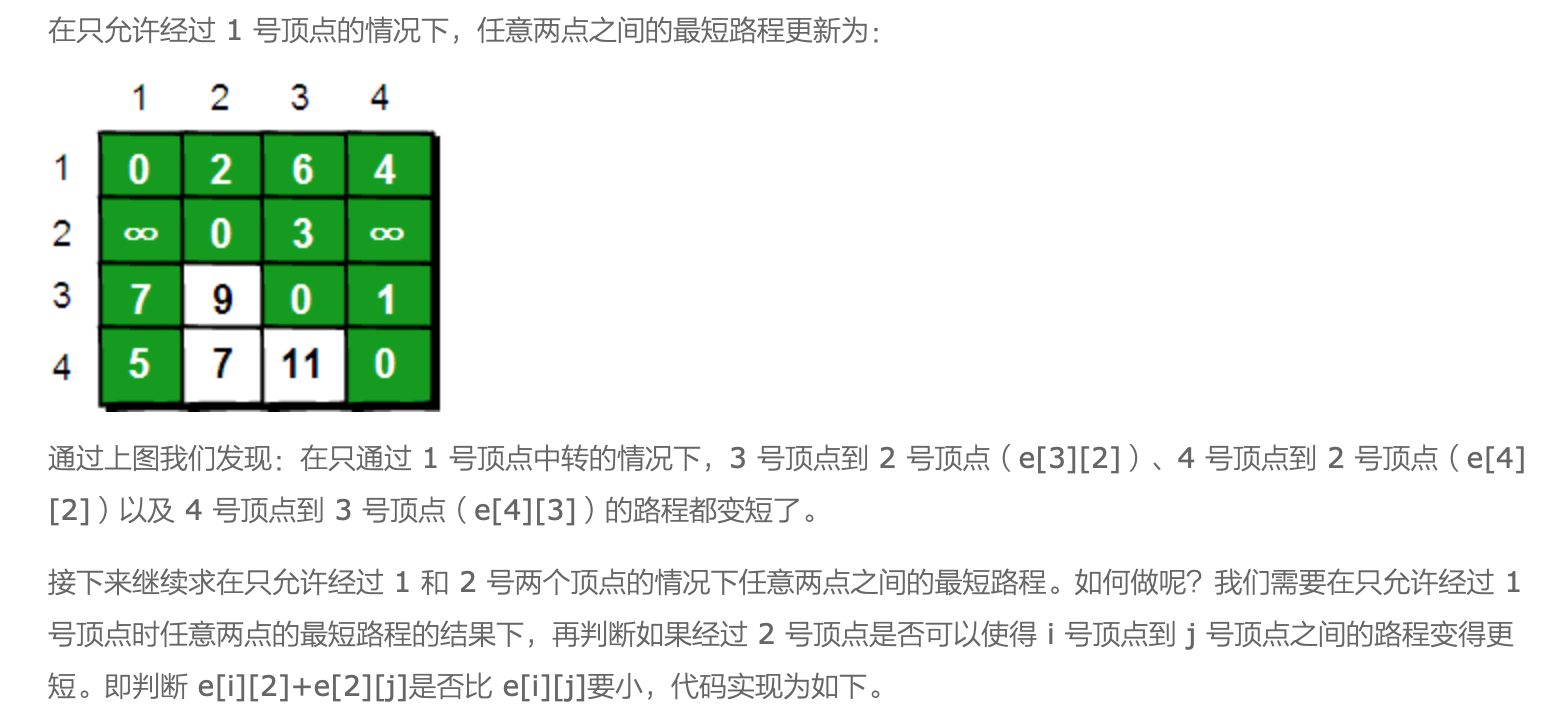 在只允许经过 1 号顶点的情况下，任意两点之间的最短路程更新为：
1 2 3 4
1 0 2 6 4
2 ∞ 0 3 ∞
3 7 9 0 1
4 5 7 11 0
通过上图我们发现：在只通过 1 号顶点中转的情况下，3 号顶点到 2 号顶点（e[3][2]）、4 号顶点到 2 号顶点（e[4]
[2]）以及 4 号顶点到 3 号顶点（e[4][3]）的路程都变短了。
接下来继续求在只允许经过 1 和 2 号两个顶点的情况下任意两点之间的最短路程。如何做呢？我们需要在只允许经过 1
号顶点时任意两点的最短路程的结果下，再判断如果经过 2 号顶点是否可以使得 i 号顶点到 j 号顶点之间的路程变得更
短。即判断 e[i][2]+e[2][j]是否比 e[i][j]要小，代码实现为如下。